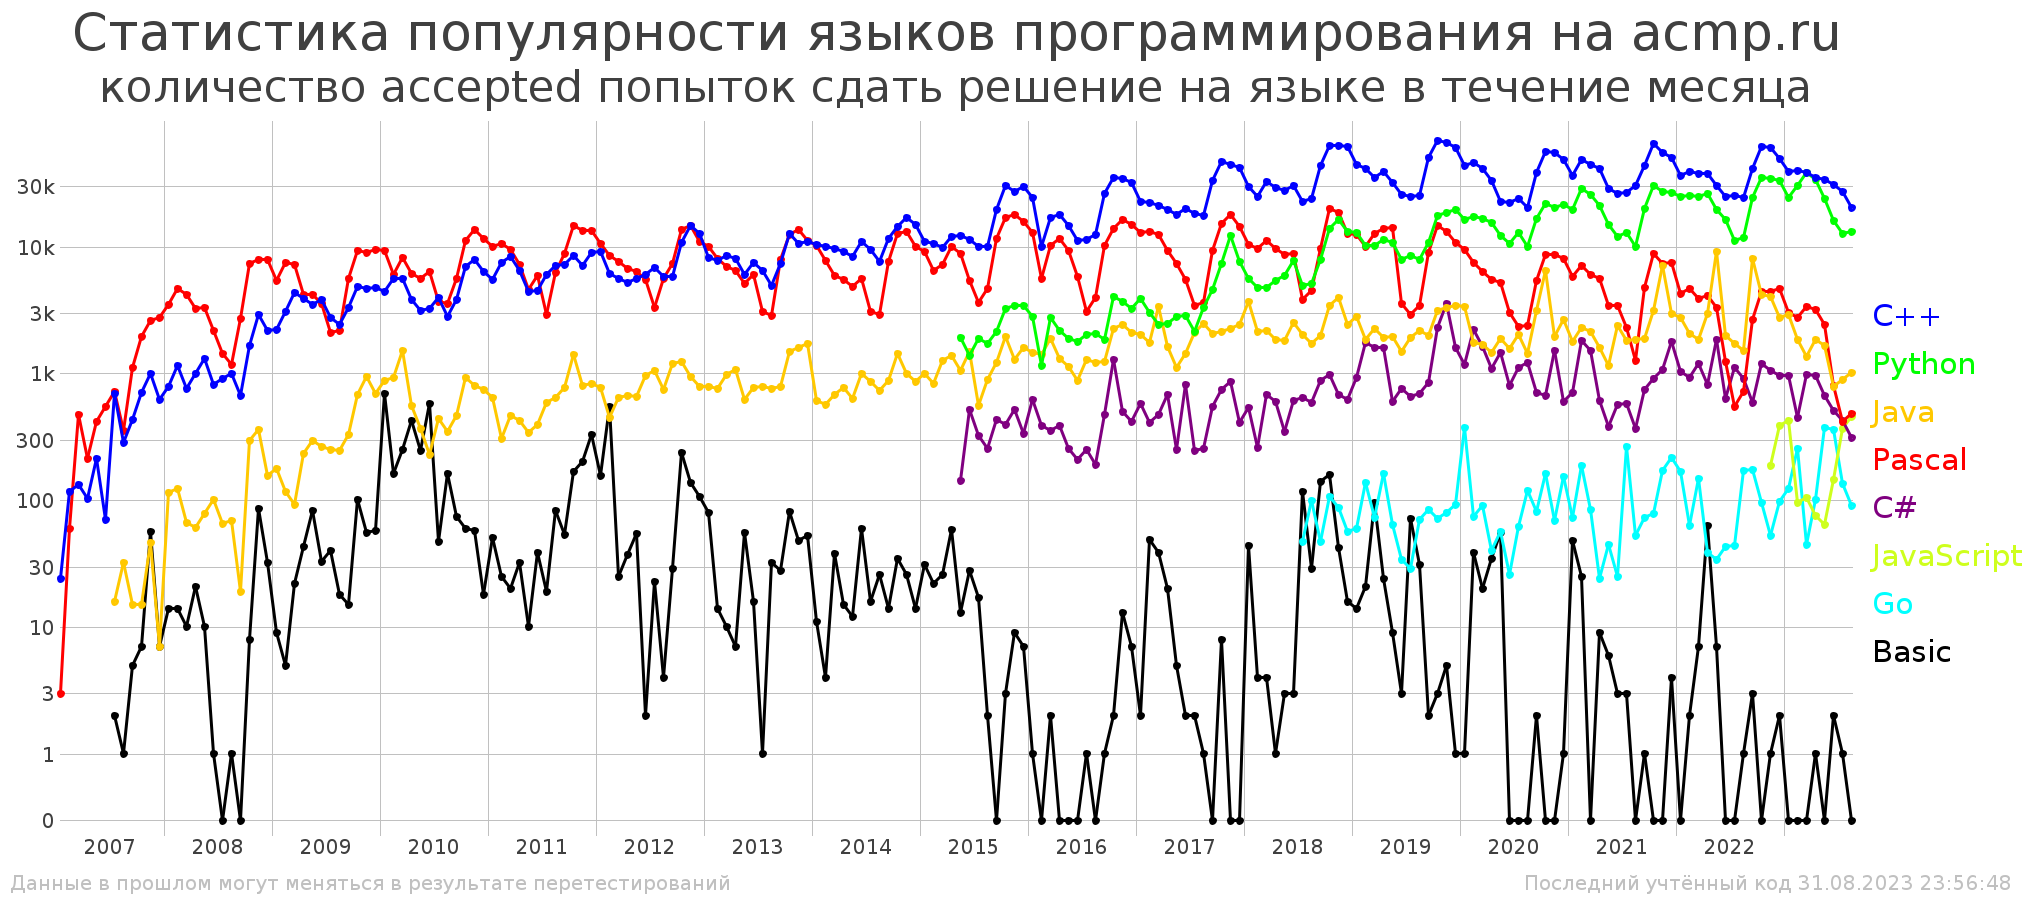 Статистика популярности языков программирования на acmp.ru
количество accepted попыток сдать решение на языке в течение месяца
30k
10k
3k
1k
300
100
30
10
3
1
0
2007 2008 2009 2010 2011 2012 2013 2014 2015 2016 2017 2018 2019 2020 2021 2022
C++
Python
Java
Pascal
C#
JavaScript
Go
Basic
Данные в прошлом могут меняться в результате перетестирований
Последний учтённый код 31.08.2023 23:56:48